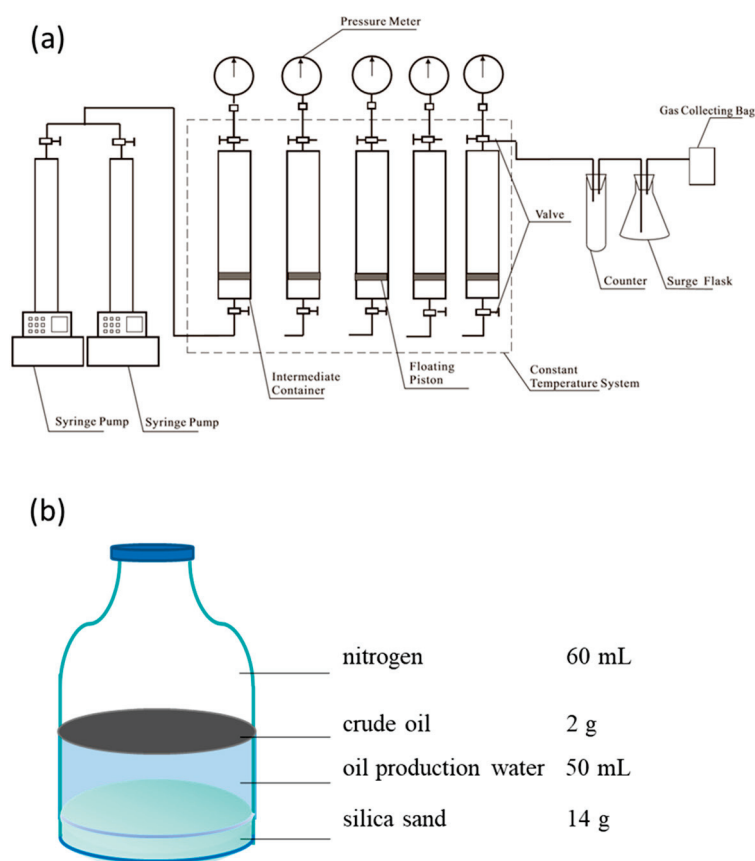 (a)
Pressure Meter
Gas Collecting Bag
Valve
Counter
Surge Flask
Intermediate
Container
Floating
Piston
Constant
Temperature System
Syringe Pump
Syringe Pump
(b)
nitrogen 60 mL
crude oil 2 g
oil production water 50 mL
silica sand 14 g